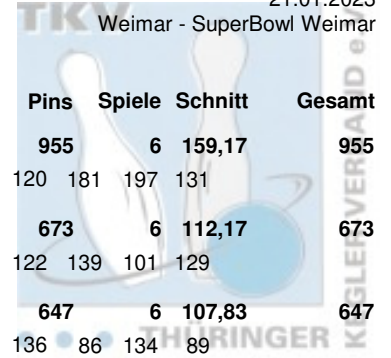 21.01.2023
Weimar - SuperBowl Weimar
TKV
Pins Spiele Schnitt Gesamt
955 6 159,17 955
120 181 197 131
673 6 112,17 673
122 139 101 129
647 6 107,83 647
136 86 134 89
THÜRINGER
KEGLER VERBAND e.V